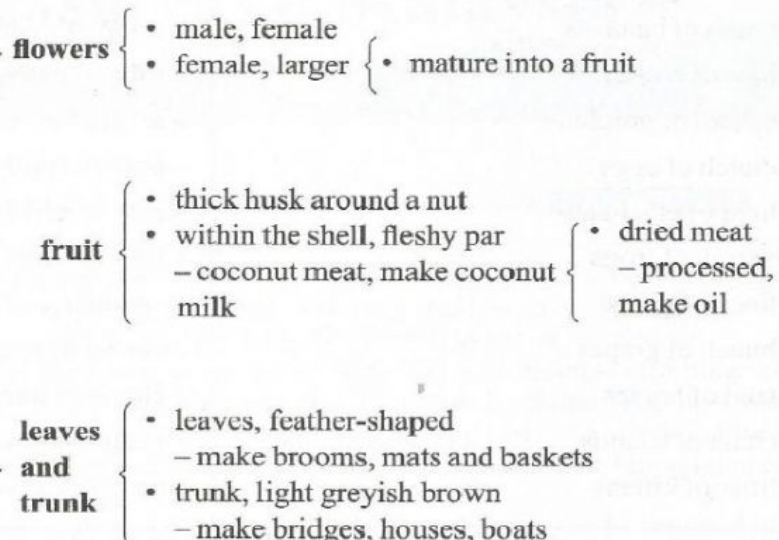 flowers
• male, female
• female, larger
• mature into a fruit
fruit
• thick husk around a nut
• within the shell, fleshy par
– coconut meat, make coconut
milk
• dried meat
– processed,
make oil
leaves
and
trunk
• leaves, feather-shaped
– make brooms, mats and baskets
• trunk, light greyish brown
– make bridges, houses, boats